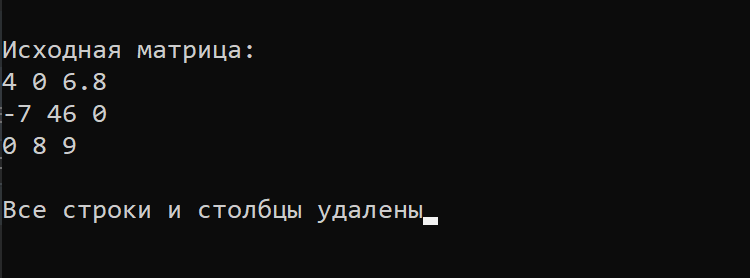 Исходная матрица:
4 0 6.8
-7 46 0
0 8 9
Все строки и столбцы удалены